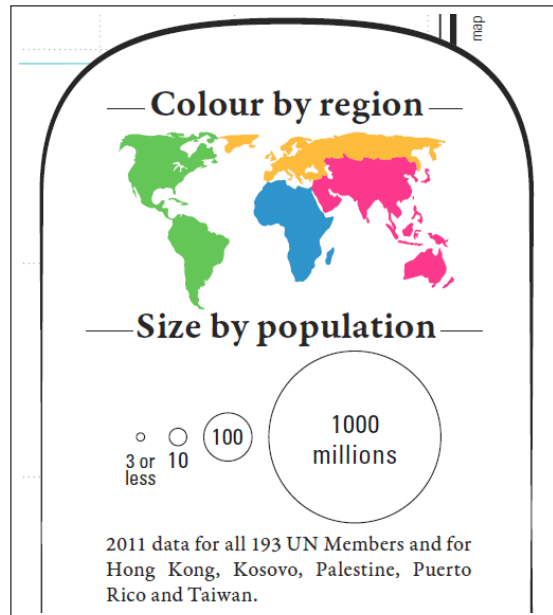 map
Colour by region
Size by population
3 or
less
10
100
1000
millions
2011 data for all 193 UN Members and for
Hong Kong, Kosovo, Palestine, Puerto
Rico and Taiwan.